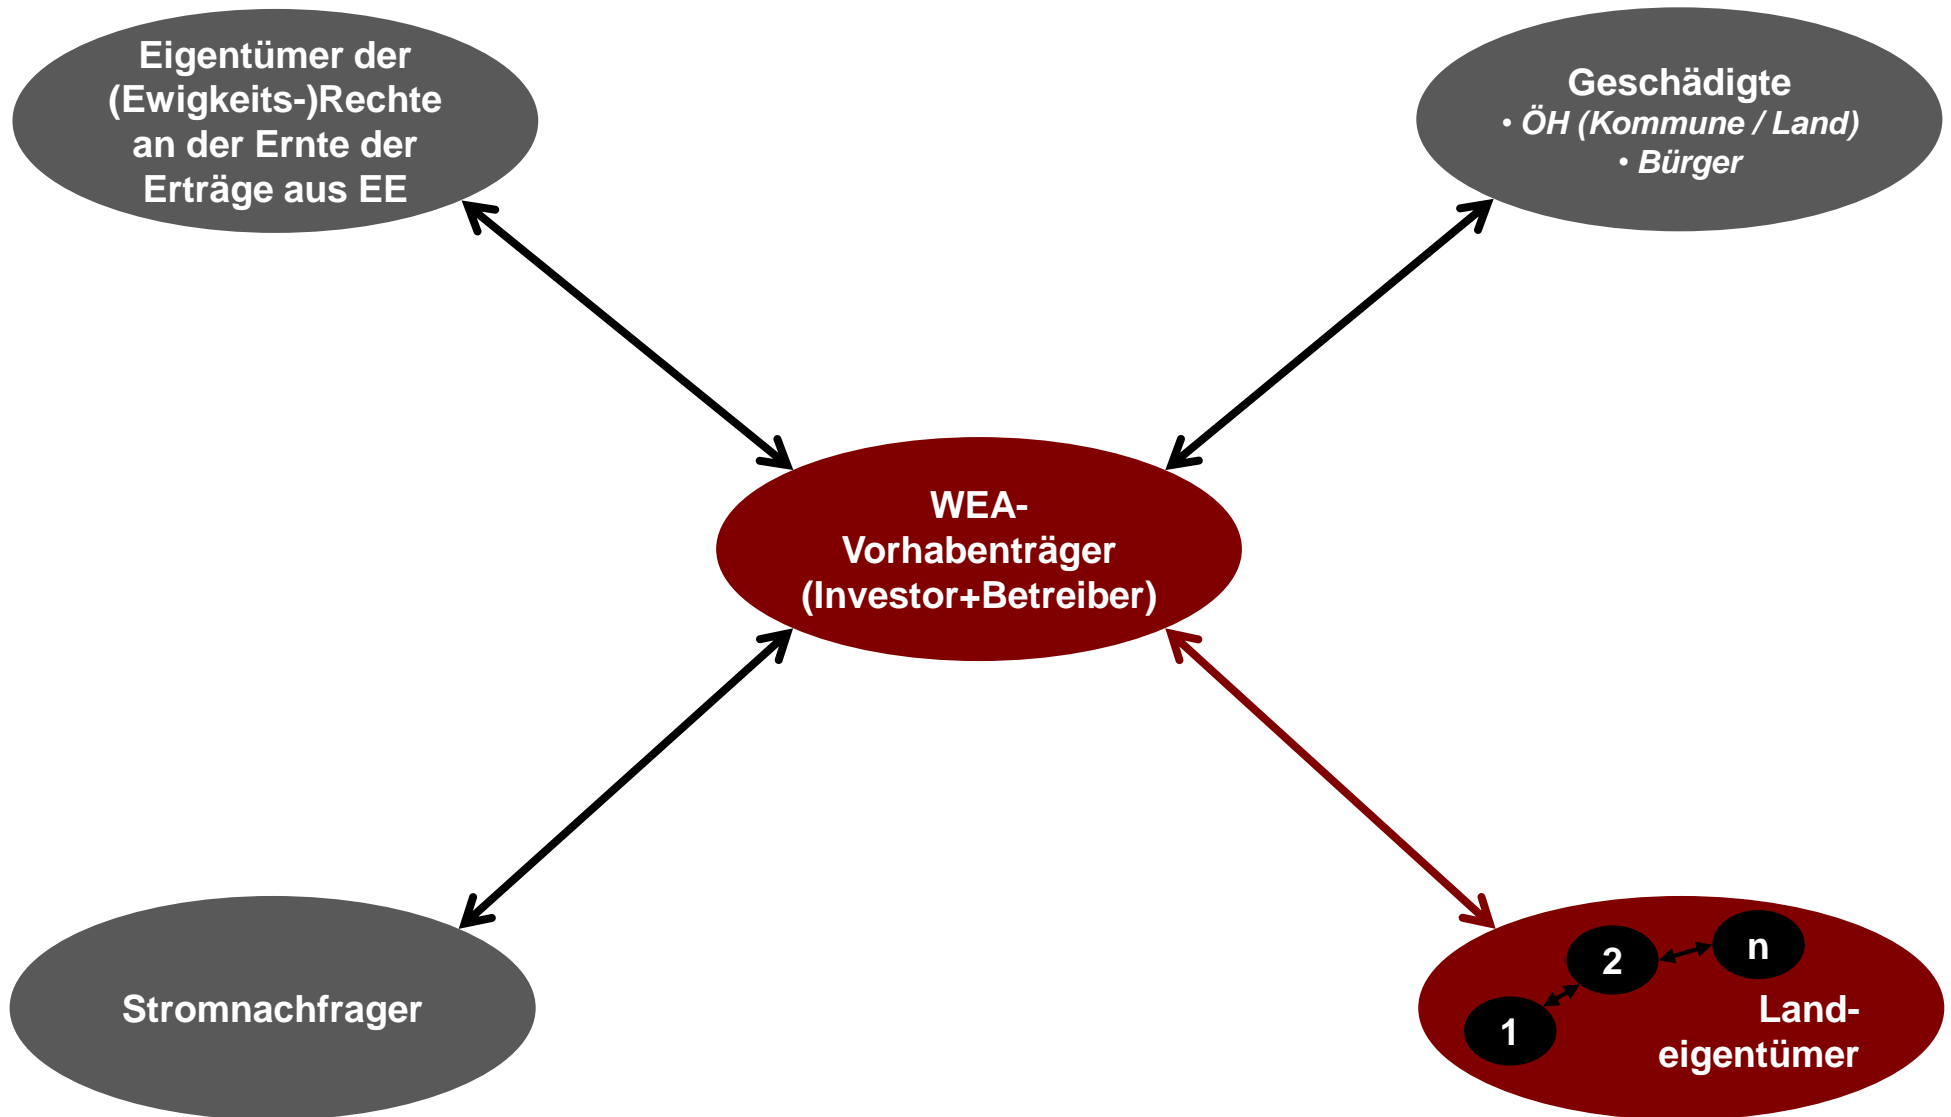 Eigentümer der
(Ewigkeits-)Rechte
an der Ernte der
Erträge aus EE
Geschädigte
• ÖH (Kommune / Land)
• Bürger
WEA-
Vorhabenträger
(Investor+Betreiber)
Stromnachfrager
1
2
n
Land-
eigentümer